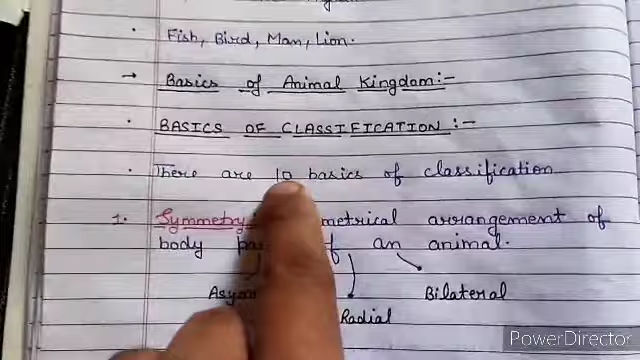 • Fish, Bird, Man, Lion.
→ Basics of Animal Kingdom:-
• BASICS OF CLASSIFICATION:-
• There are 10 basics of classification
1. Symmetry metrical arrangement of
body of an animal.
Bilateral
Radial
PowerDirector